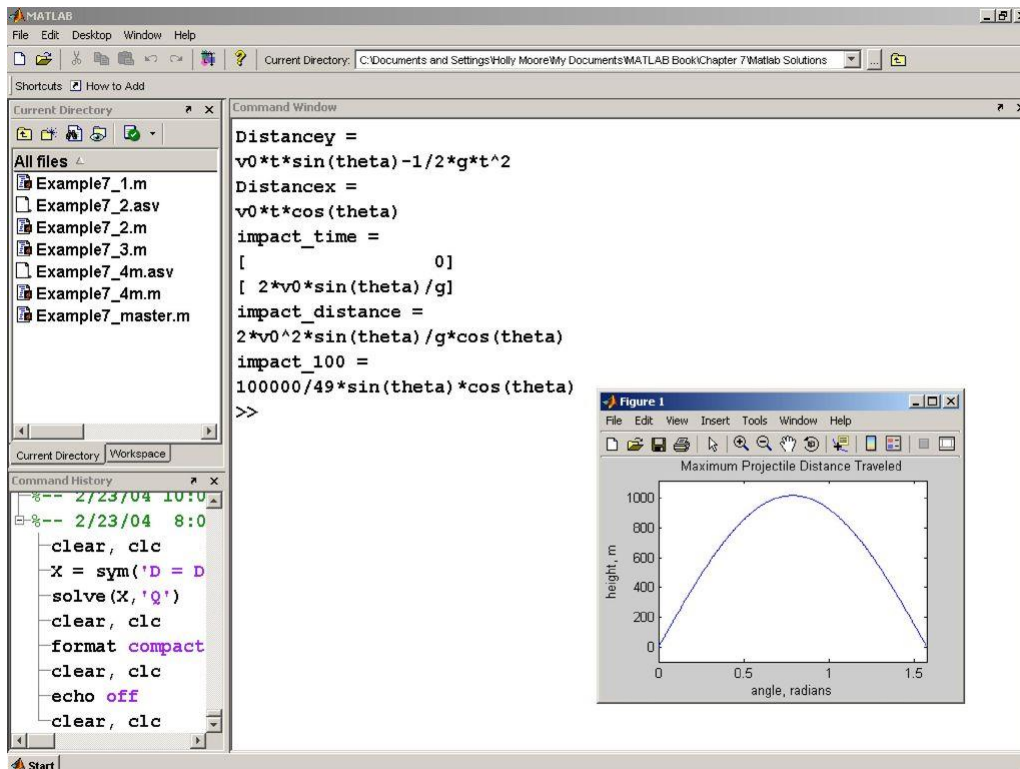 MATLAB
File Edit Desktop Window Help
Current Directory: C:\Documents and Settings\Holly Moore\My Documents\MATLAB Book\Chapter 7\Matlab Solutions
Shortcuts How to Add
Current Directory
All files
Example7_1.m
Example7_2.asv
Example7_2.m
Example7_3.m
Example7_4m.asv
Example7_4m.m
Example7_master.m
Current Directory Workspace
Command History
%-- 2/23/04 10:0
%-- 2/23/04 8:0
clear, clc
X = sym('D = D
solve(X,'Q')
clear, clc
format compact
clear, clc
echo off
clear, clc
Command Window
Distancey =
v0*t*sin(theta)-1/2*g*t^2
Distancex =
v0*t*cos(theta)
impact_time =
[ 0]
[ 2*v0*sin(theta)/g]
impact_distance =
2*v0^2*sin(theta)/g*cos(theta)
impact_100 =
100000/49*sin(theta)*cos(theta)
>>
Figure 1
File Edit View Insert Tools Window Help
Maximum Projectile Distance Traveled
1000
800
600
400
200
0
height, m
0 0.5 1 1.5
angle, radians
Start